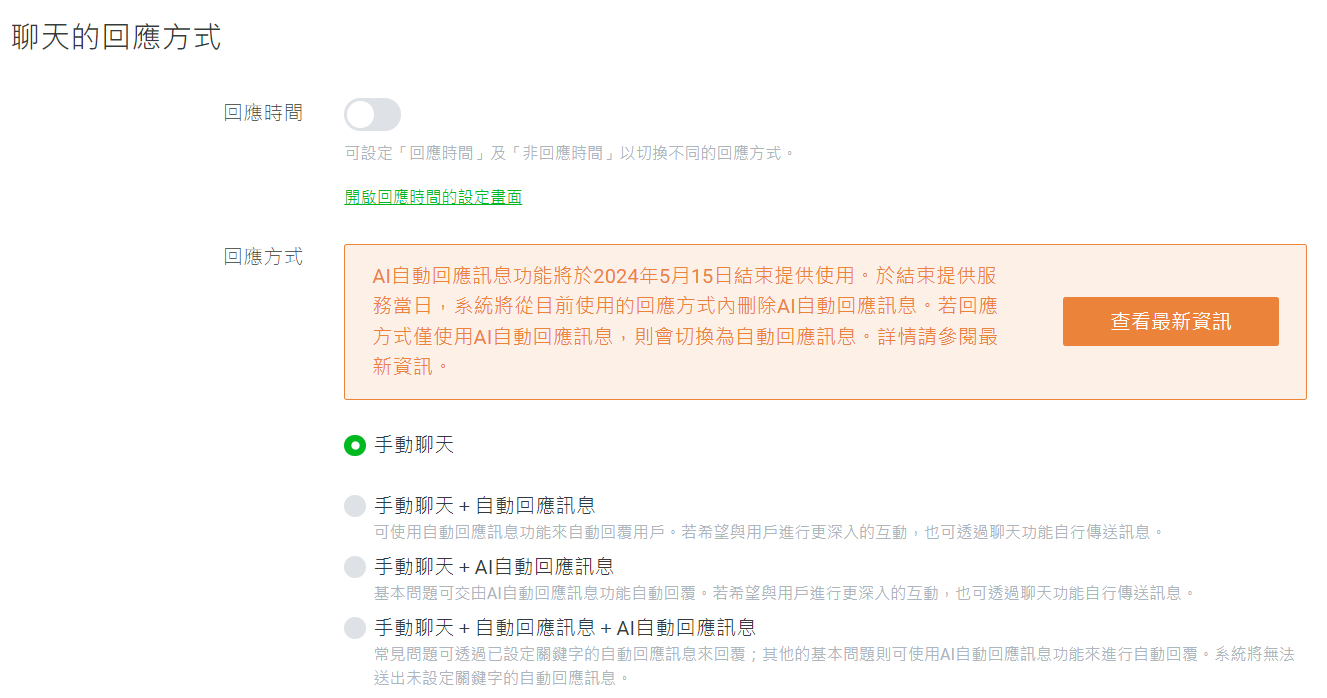 聊天的回應方式
回應時間
可設定「回應時間」及「非回應時間」以切換不同的回應方式。
開啟回應時間的設定畫面
回應方式
AI自動回應訊息功能將於2024年5月15日結束提供使用。於結束提供服
務當日，系統將從目前使用的回應方式內刪除AI自動回應訊息。若回應
方式僅使用AI自動回應訊息，則會切換為自動回應訊息。詳情請參閱最
新資訊。
查看最新資訊
手動聊天
手動聊天 + 自動回應訊息
可使用自動回應訊息功能來自動回覆用戶。若希望與用戶進行更深入的互動，也可透過聊天功能自行傳送訊息。
手動聊天 + AI自動回應訊息
基本問題可交由AI自動回應訊息功能自動回覆。若希望與用戶進行更深入的互動，也可透過聊天功能自行傳送訊息。
手動聊天 + 自動回應訊息 + AI自動回應訊息
常見問題可透過已設定關鍵字的自動回應訊息來回覆；其他的基本問題則可使用AI自動回應訊息功能來進行自動回覆。系統將無法
送出未設定關鍵字的自動回應訊息。